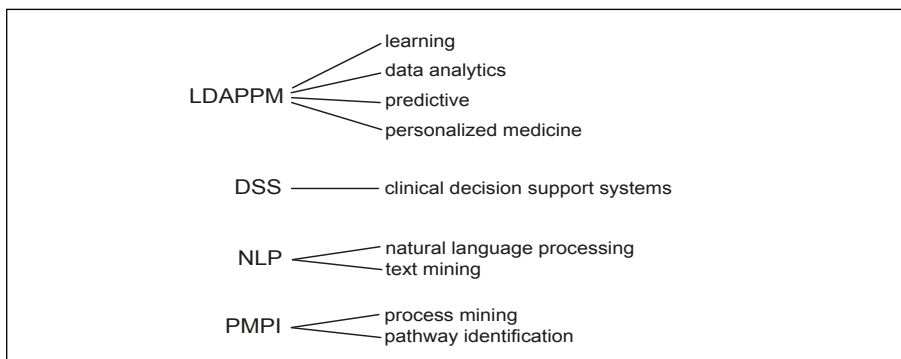 learning
data analytics
LDAPPM
predictive
personalized medicine
DSS
clinical decision support systems
natural language processing
NLP
text mining
process mining
PMPI
pathway identification